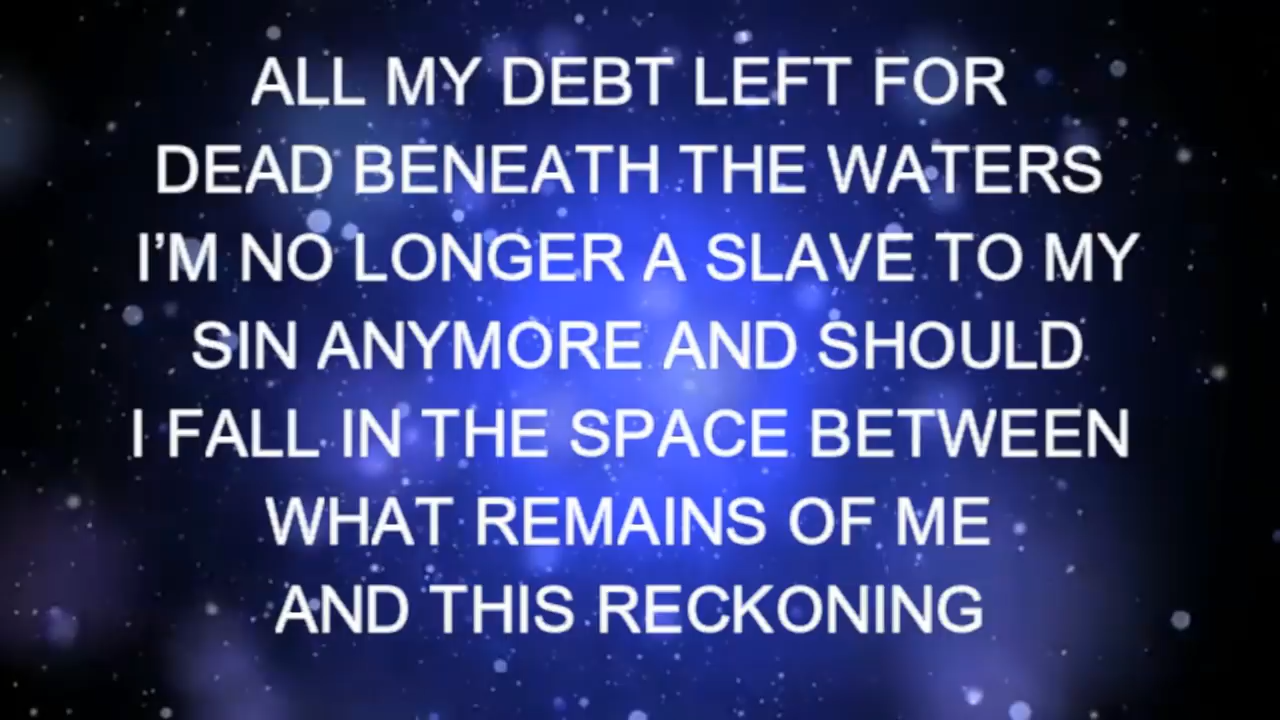 ALL MY DEBT LEFT FOR
DEAD BENEATH THE WATERS
I’M NO LONGER A SLAVE TO MY
SIN ANYMORE AND SHOULD
I FALL IN THE SPACE BETWEEN
WHAT REMAINS OF ME
AND THIS RECKONING